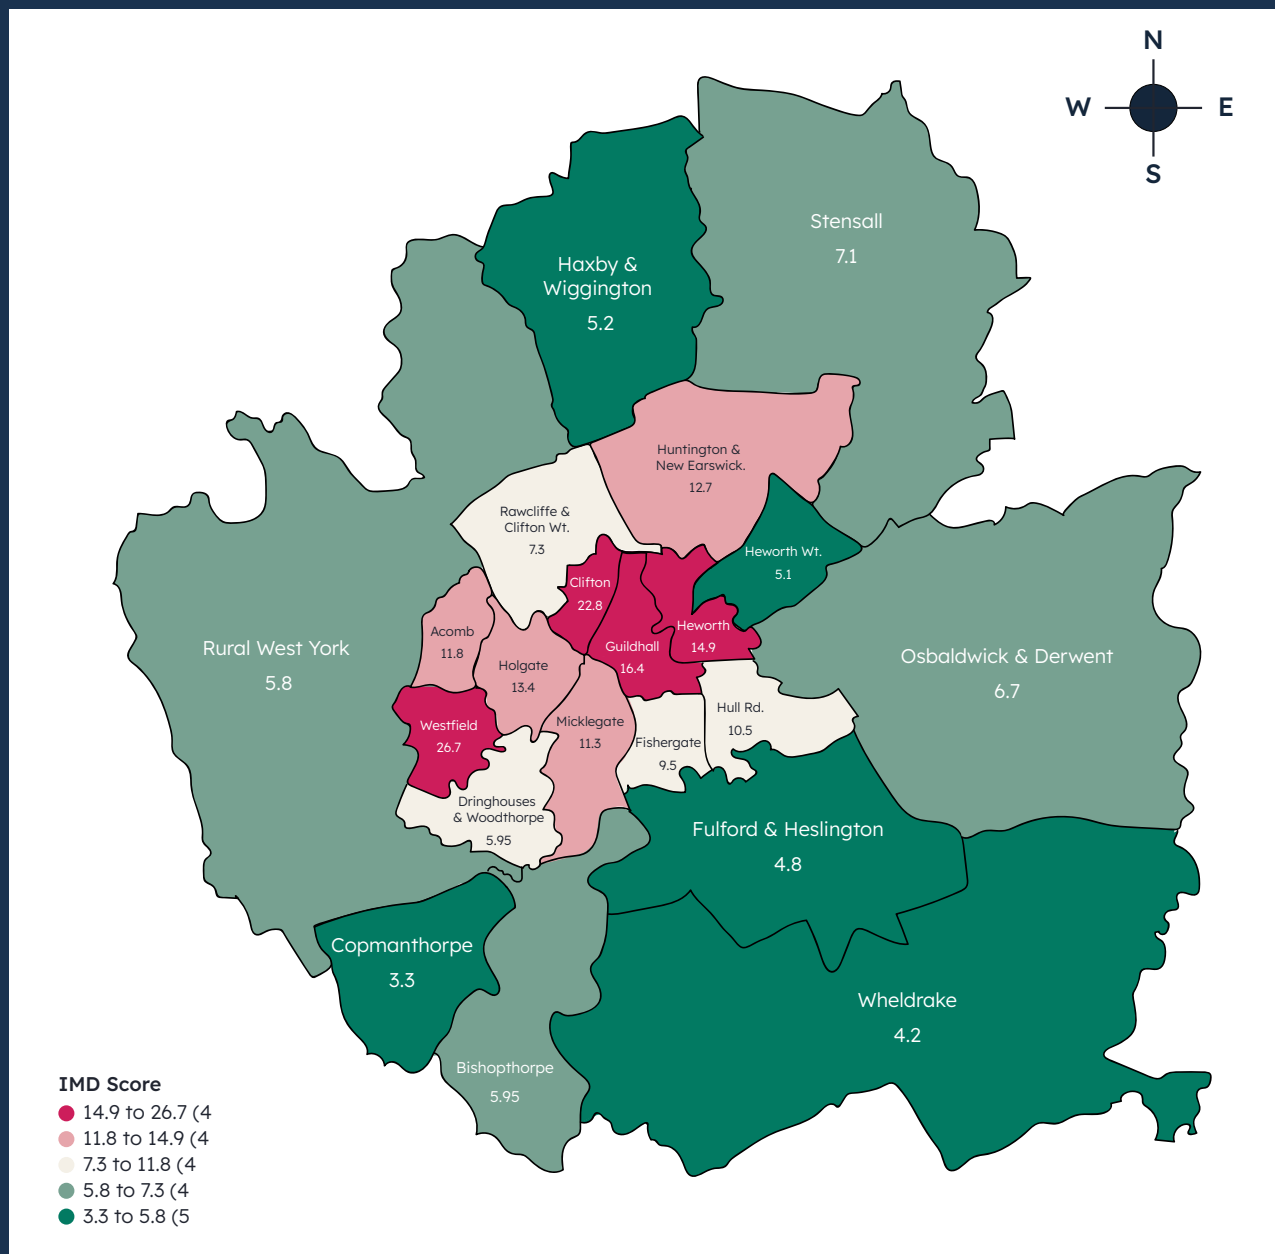 N
W
E
S
Stensall
7.1
Haxby &
Wiggington
5.2
Huntington &
New Earswick.
12.7
Rawcliffe &
Clifton Wt.
7.3
Heworth Wt.
5.1
Clifton
22.8
Heworth
14.9
Guildhall
16.4
Acomb
11.8
Holgate
13.4
Rural West York
5.8
Osbaldwick & Derwent
6.7
Westfield
26.7
Micklegate
11.3
Hull Rd.
10.5
Fishergate
9.5
Dringhouses
& Woodthorpe
5.95
Fulford & Heslington
4.8
Copmanthorpe
3.3
Wheldrake
4.2
Bishopthorpe
5.95
IMD Score
14.9 to 26.7 (4
11.8 to 14.9 (4
7.3 to 11.8 (4
5.8 to 7.3 (4
3.3 to 5.8 (5